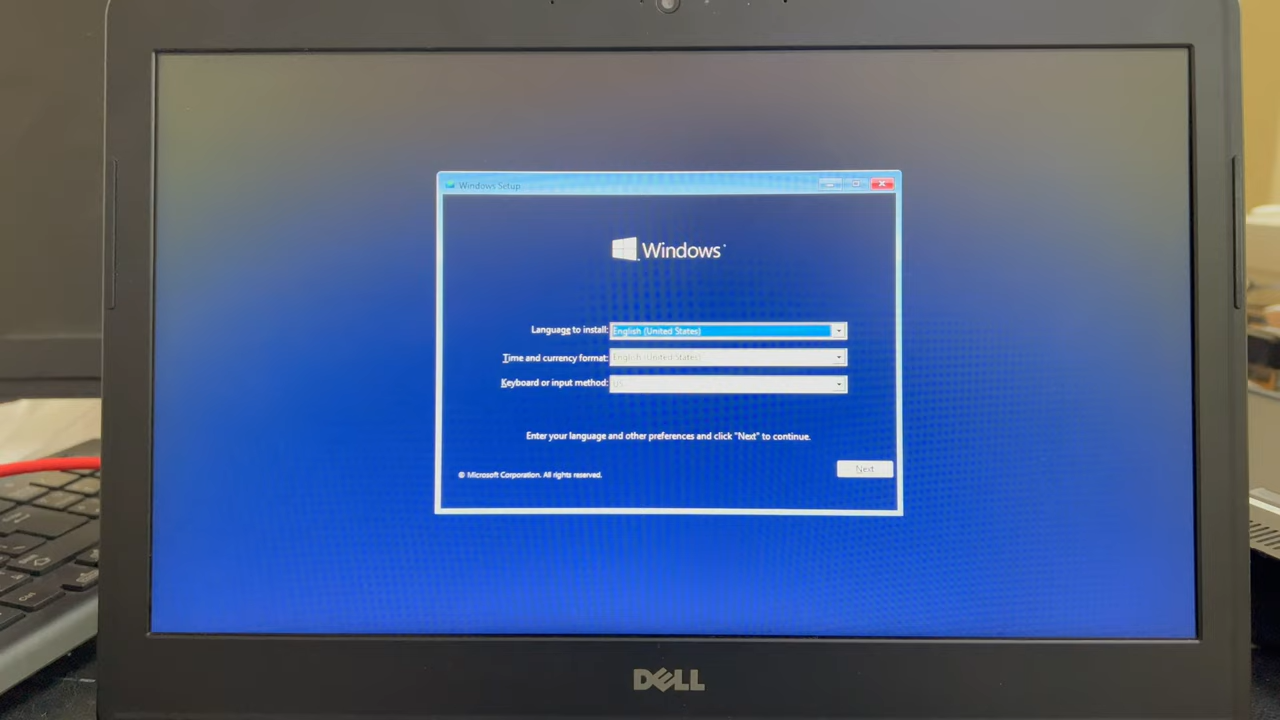 Windows Setup
Windows
Language to install: English (United States)
Time and currency format: English (United States)
Keyboard or input method: US
Enter your language and other preferences and click "Next" to continue.
© Microsoft Corporation. All rights reserved.
Next
DELL
Ctrl